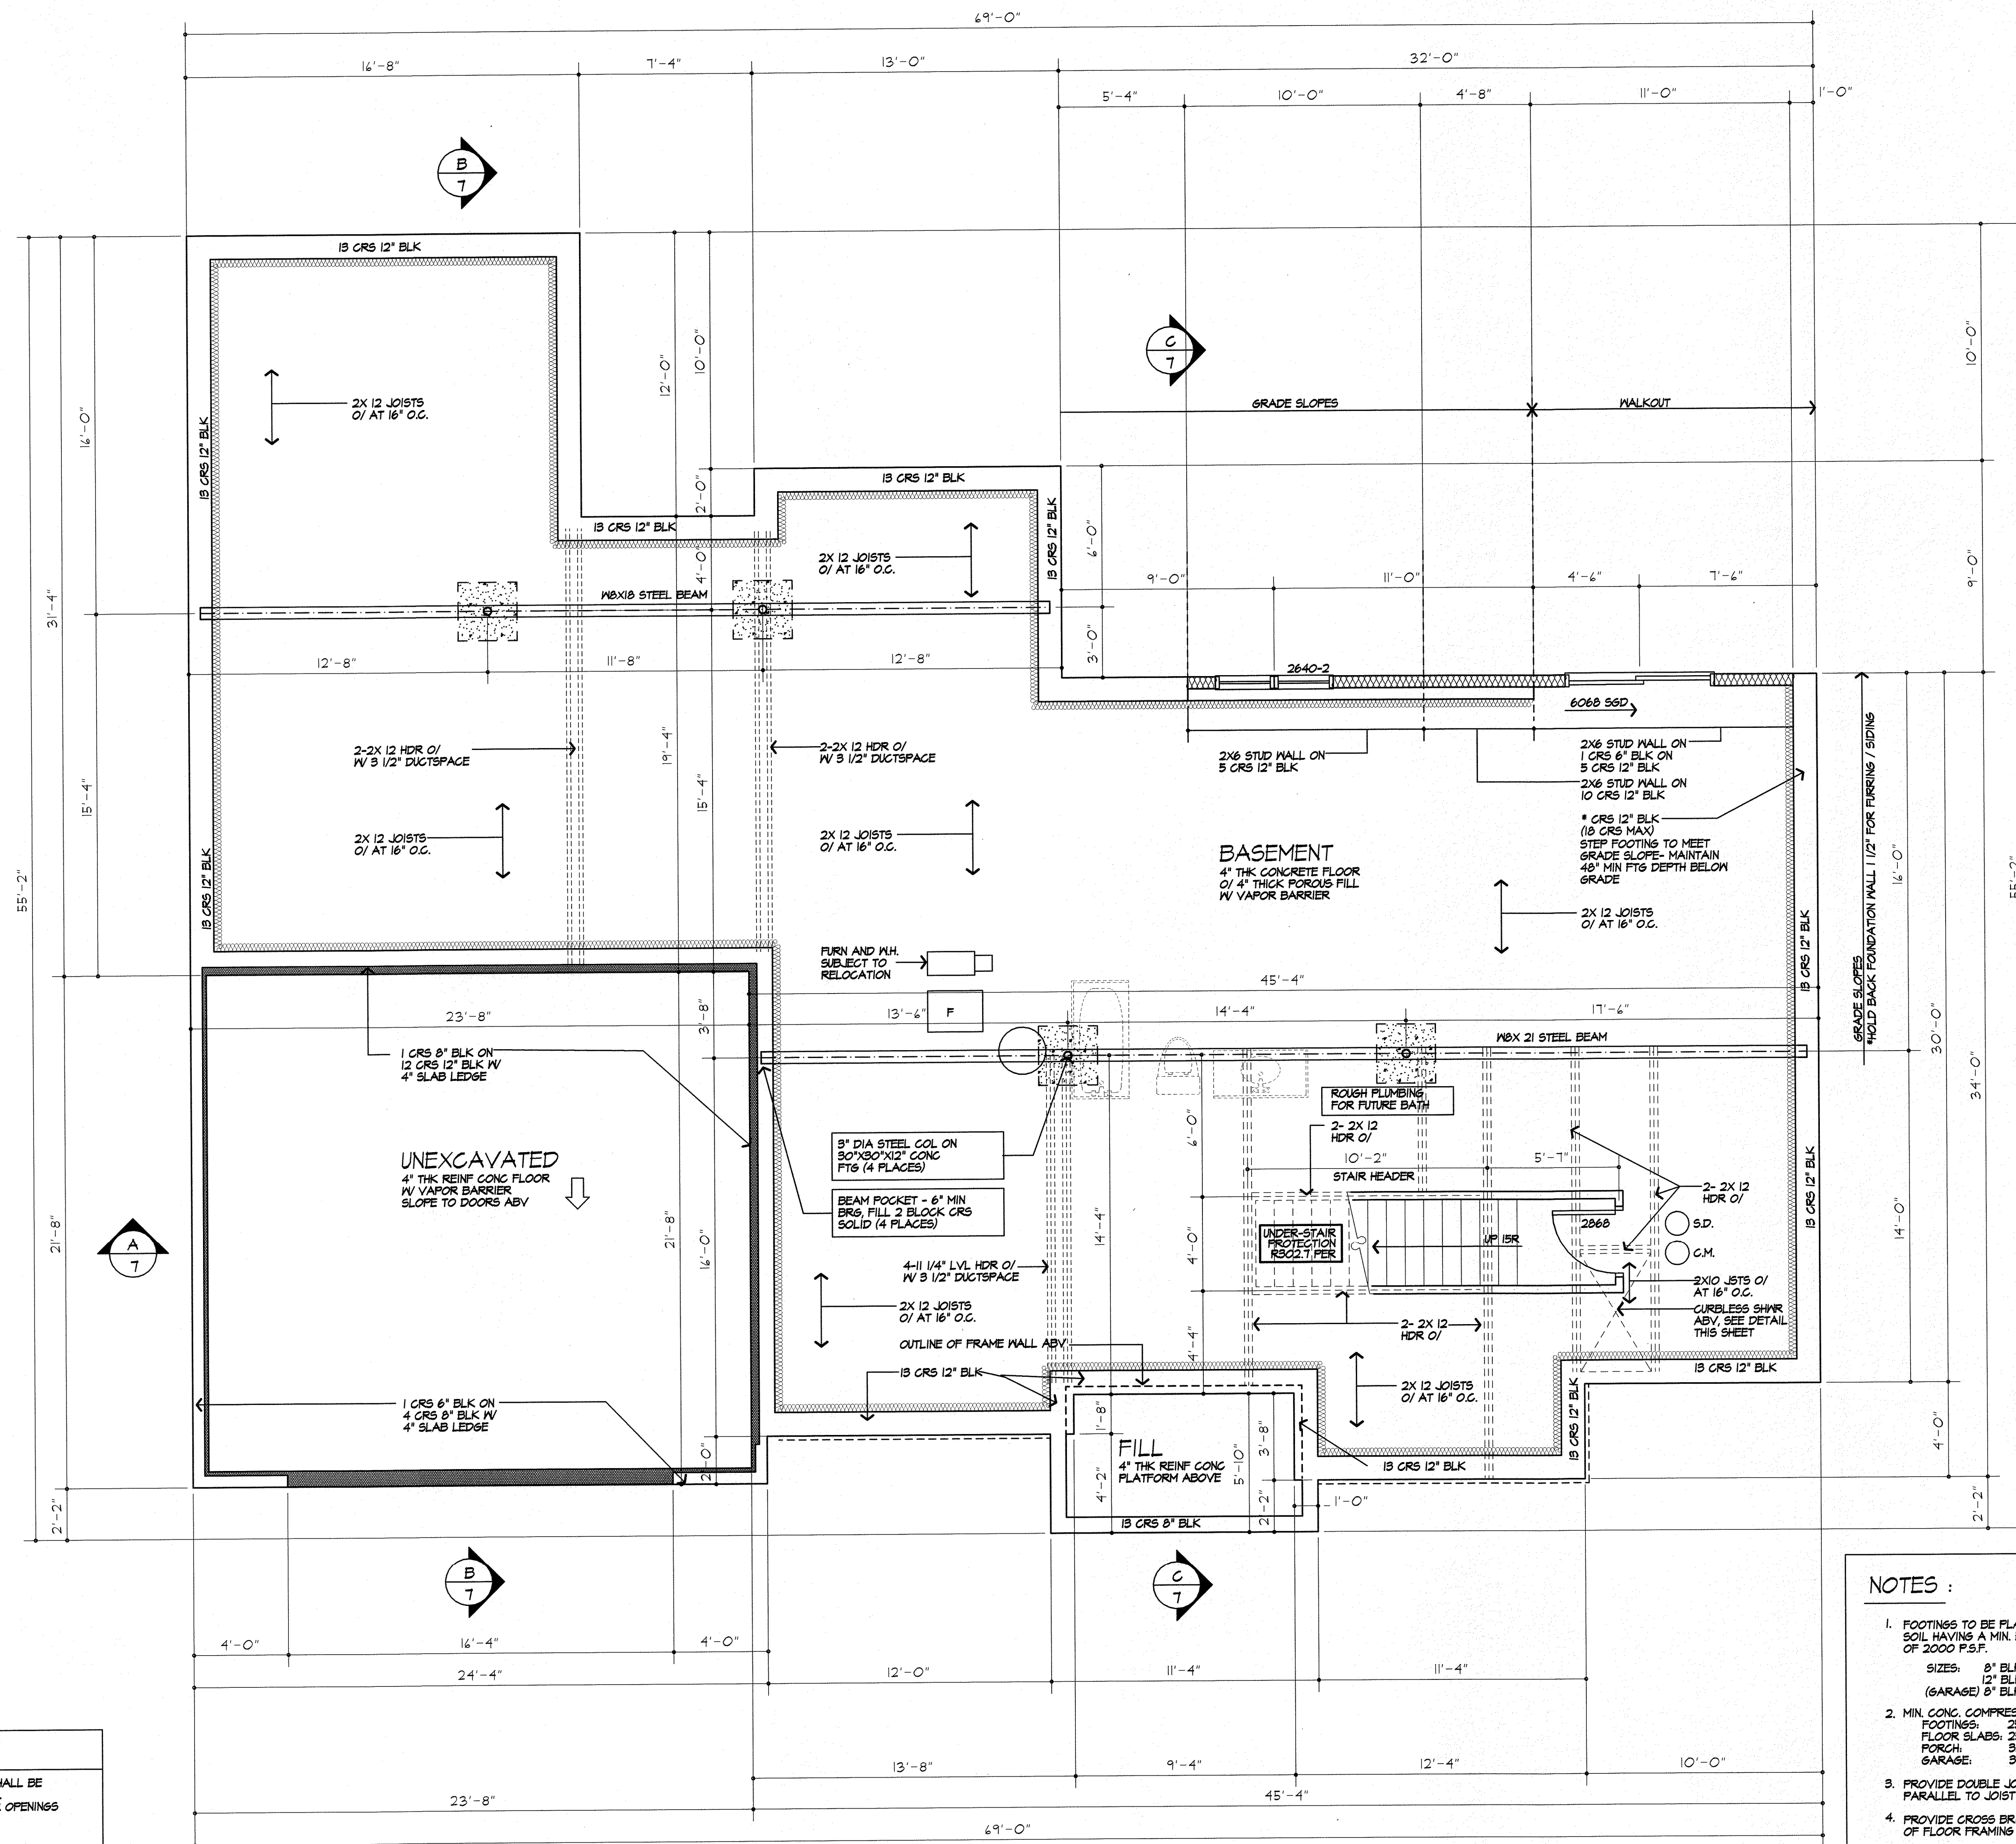 69'-0"
16'-8"
7'-4"
13'-0"
32'-0"
5'-4"
10'-0"
4'-8"
11'-0"
1'-0"
B
7
13 CRS 12" BLK
C
7
12'-0"
10'-0"
10'-0"
GRADE SLOPES
WALKOUT
2X 12 JOISTS
O/ AT 16" O.C.
16'-0"
13 CRS 12" BLK
13 CRS 12" BLK
2'-0"
13 CRS 12" BLK
13 CRS 12" BLK
6'-0"
9'-0"
2X 12 JOISTS
O/ AT 16" O.C.
4'-0"
W8X18 STEEL BEAM
9'-0"
11'-0"
4'-6"
7'-6"
31'-4"
12'-8"
11'-8"
12'-8"
3'-0"
2640-2
6068 SGD
2-2X 12 HDR O/
W/ 3 1/2" DUCTSPACE
2-2X 12 HDR O/
W/ 3 1/2" DUCTSPACE
19'-4"
15'-4"
15'-4"
2X6 STUD WALL ON
5 CRS 12" BLK
2X6 STUD WALL ON
1 CRS 6" BLK ON
5 CRS 12" BLK
2X6 STUD WALL ON
10 CRS 12" BLK
* CRS 12" BLK
(18 CRS MAX)
STEP FOOTING TO MEET
GRADE SLOPE- MAINTAIN
48" MIN FTG DEPTH BELOW
GRADE
GRADE SLOPES
*HOLD BACK FOUNDATION WALL 1 1/2" FOR FURRING / SIDING
2X 12 JOISTS
O/ AT 16" O.C.
2X 12 JOISTS
O/ AT 16" O.C.
BASEMENT
4" THK CONCRETE FLOOR
O/ 4" THICK POROUS FILL
W/ VAPOR BARRIER
2X 12 JOISTS
O/ AT 16" O.C.
16'-0"
55'-2"
55'-2"
13 CRS 12" BLK
13 CRS 12" BLK
FURN AND W.H.
SUBJECT TO
RELOCATION
F
45'-4"
23'-8"
3'-8"
13'-6"
14'-4"
17'-6"
W8X 21 STEEL BEAM
30'-0"
34'-0"
1 CRS 8" BLK ON
12 CRS 12" BLK W/
4" SLAB LEDGE
ROUGH PLUMBING
FOR FUTURE BATH
2- 2X 12
HDR O/
6'-0"
3" DIA STEEL COL ON
30"X30"X12" CONC
FTG (4 PLACES)
10'-2"
5'-7"
STAIR HEADER
UNEXCAVATED
4" THK REINF CONC FLOOR
W/ VAPOR BARRIER
SLOPE TO DOORS ABV
BEAM POCKET - 6" MIN
BRG, FILL 2 BLOCK CRS
SOLID (4 PLACES)
2- 2X 12
HDR O/
13 CRS 12" BLK
14'-0"
A
7
21'-8"
21'-8"
16'-0"
14'-4"
4'-0"
UNDER-STAIR
PROTECTION
R302.7 PER
UP 15R
2868
S.D.
C.M.
4-11 1/4" LVL HDR O/
W/ 3 1/2" DUCTSPACE
2X10 JSTS O/
AT 16" O.C.
CURBLESS SHWR
ABV, SEE DETAIL
THIS SHEET
2X 12 JOISTS
O/ AT 16" O.C.
2- 2X 12
HDR O/
OUTLINE OF FRAME WALL ABV
4'-4"
13 CRS 12" BLK
13 CRS 12" BLK
2X 12 JOISTS
O/ AT 16" O.C.
1 CRS 6" BLK ON
4 CRS 8" BLK W/
4" SLAB LEDGE
1'-8"
3'-8"
13 CRS 12" BLK
4'-0"
FILL
4" THK REINF CONC
PLATFORM ABOVE
5'-10"
13 CRS 12" BLK
2'-0"
4'-2"
2'-2"
1'-0"
2'-2"
2'-2"
13 CRS 8" BLK
B
7
C
7
4'-0"
16'-4"
4'-0"
24'-4"
12'-0"
11'-4"
11'-4"
13'-8"
9'-4"
12'-4"
10'-0"
23'-8"
45'-4"
69'-0"
HALL BE
OPENINGS
NOTES :
1. FOOTINGS TO BE PLA
SOIL HAVING A MIN.
OF 2000 P.S.F.
SIZES: 8" BL
12" BL
(GARAGE) 8" BL
2. MIN. CONC. COMPRES
FOOTINGS: 2
FLOOR SLABS: 2
PORCH: 3
GARAGE: 3
3. PROVIDE DOUBLE JO
PARALLEL TO JOIST
4. PROVIDE CROSS BR
OF FLOOR FRAMING